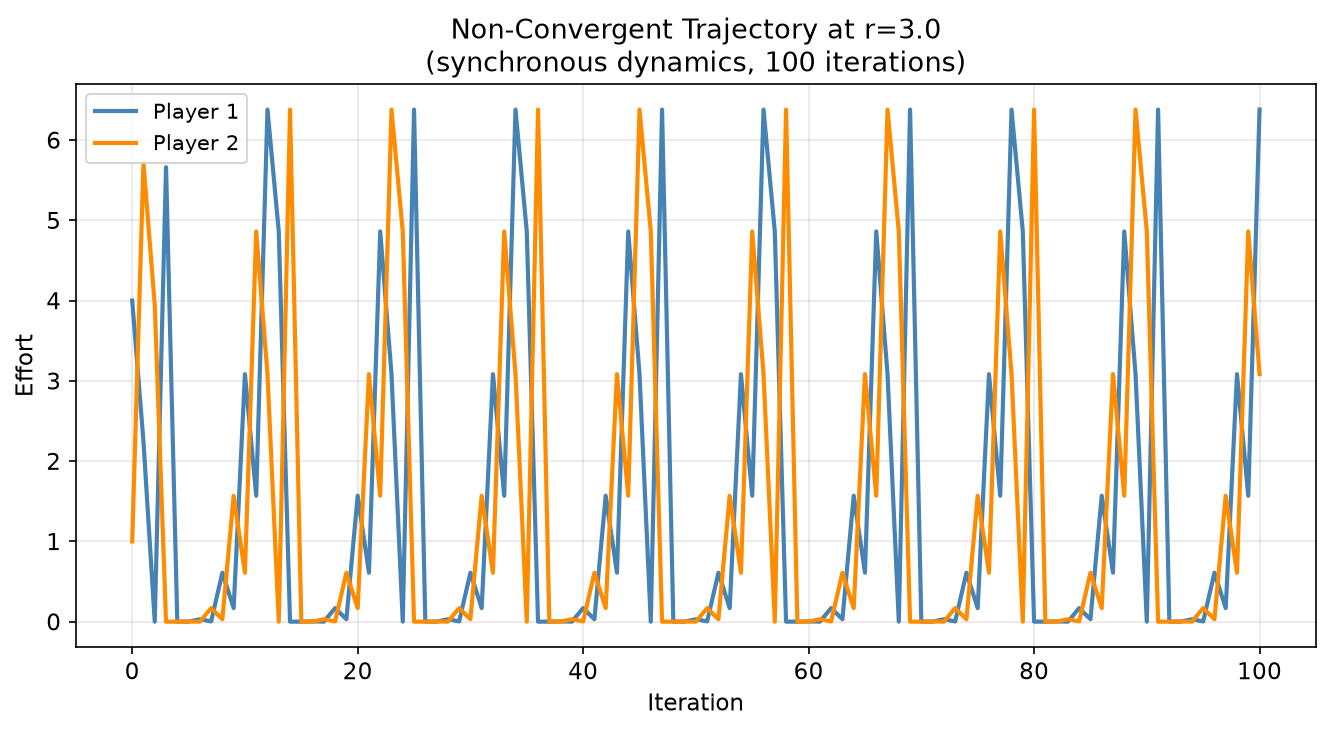 Non-Convergent Trajectory at r=3.0
(synchronous dynamics, 100 iterations)
Player 1
Player 2
Effort
6
5
4
3
2
1
0
0 20 40 60 80 100
Iteration